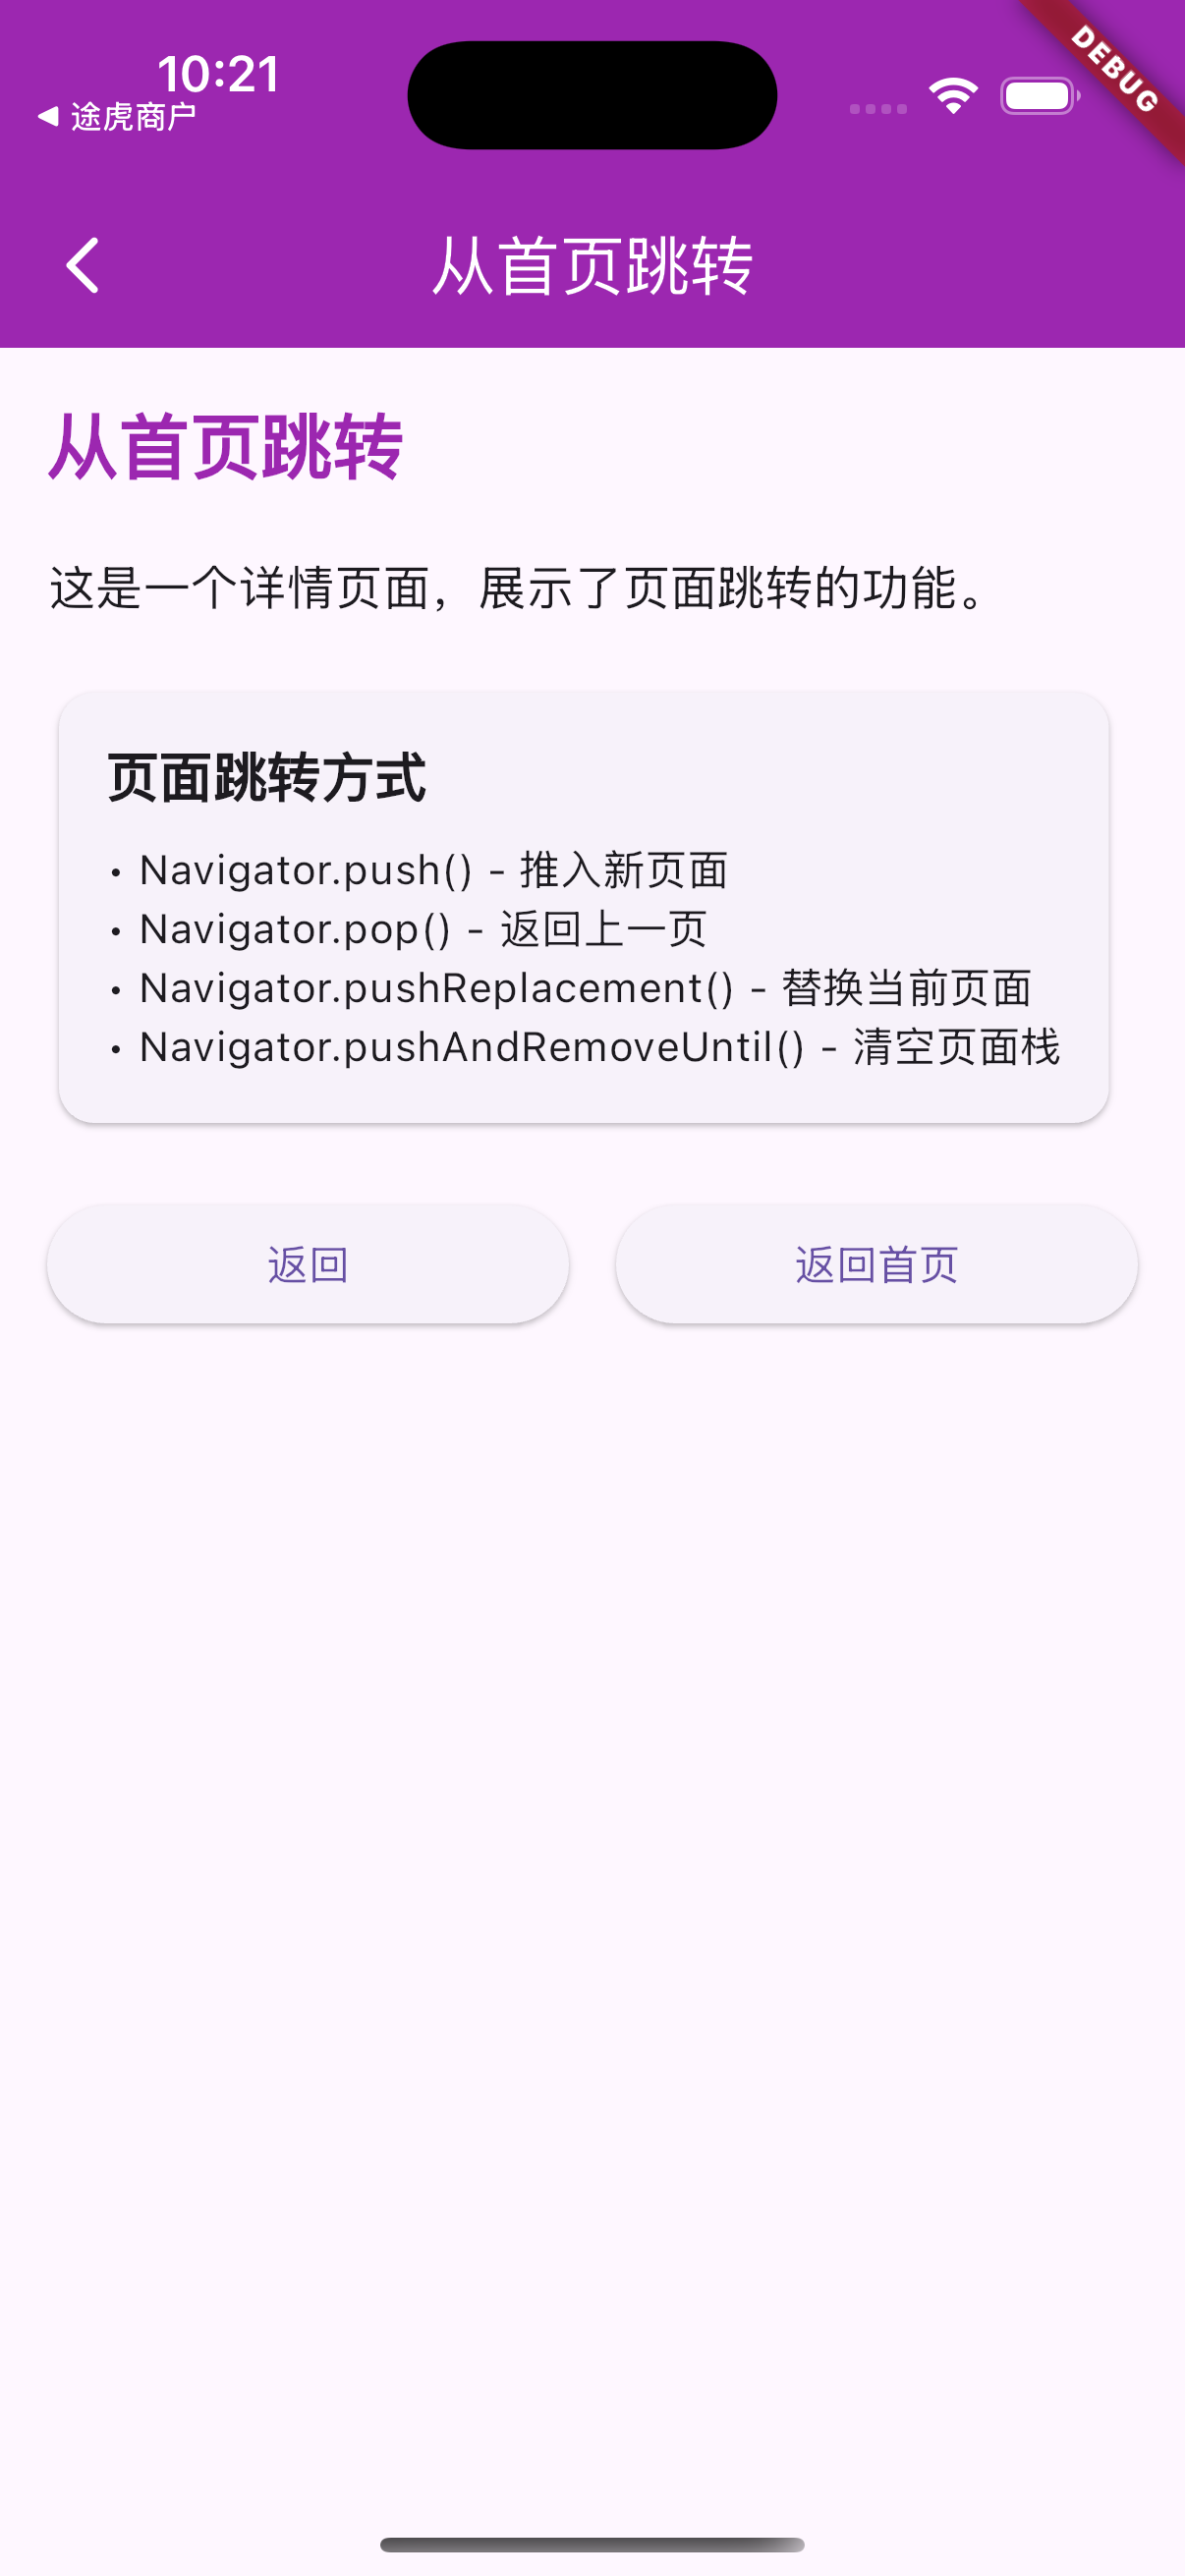 10:21
途虎商户
DEBUG
从首页跳转
从首页跳转
这是一个详情页面，展示了页面跳转的功能。
页面跳转方式
• Navigator.push() - 推入新页面
• Navigator.pop() - 返回上一页
• Navigator.pushReplacement() - 替换当前页面
• Navigator.pushAndRemoveUntil() - 清空页面栈
返回
返回首页